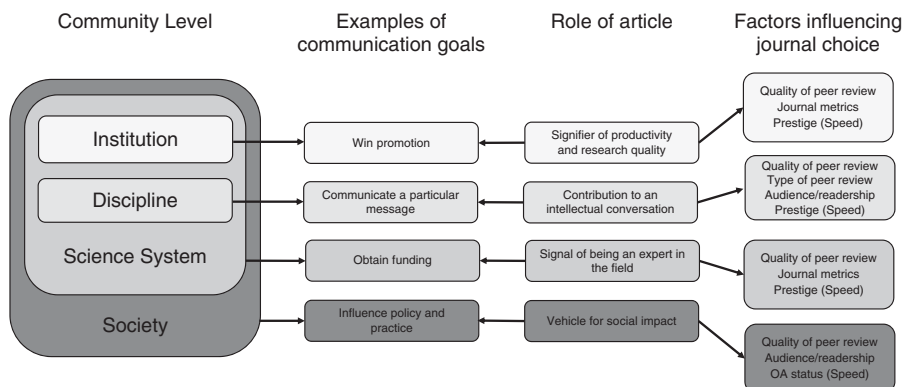 Community Level
Examples of
communication goals
Role of article
Factors influencing
journal choice
Institution
Win promotion
Signifier of productivity
and research quality
Quality of peer review
Journal metrics
Prestige (Speed)
Discipline
Communicate a particular
message
Contribution to an
intellectual conversation
Quality of peer review
Type of peer review
Audience/readership
Prestige (Speed)
Science System
Obtain funding
Signal of being an expert in
the field
Quality of peer review
Journal metrics
Prestige (Speed)
Society
Influence policy and
practice
Vehicle for social impact
Quality of peer review
Audience/readership
OA status (Speed)